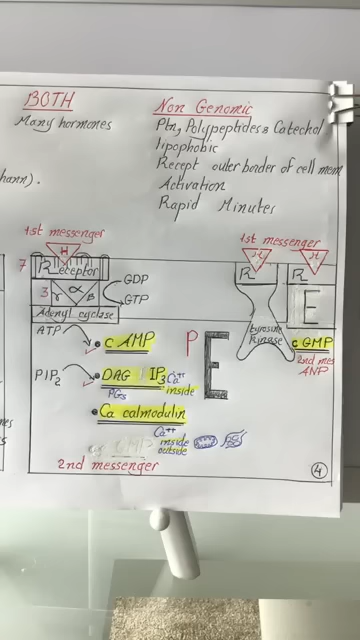 BOTH
Many hormones
Non Genomic
Ptn, Polypeptides & Catechol
lipophobic
Recept outer border of cell mem
Activation
Rapid Minutes
hann).
1st messenger
H
7
Receptor
3
γ α β
GDP
GTP
Adenyl cyclase
ATP
• c AMP
PIP2
• DAG IP3
PGs
Ca++
inside
• Ca calmodulin
Ca++
inside
outside
2nd messenger
P
E
1st messenger
H
H
R
R
E
tyrosine
Kinase
c GMP
2nd mes
ANP
4